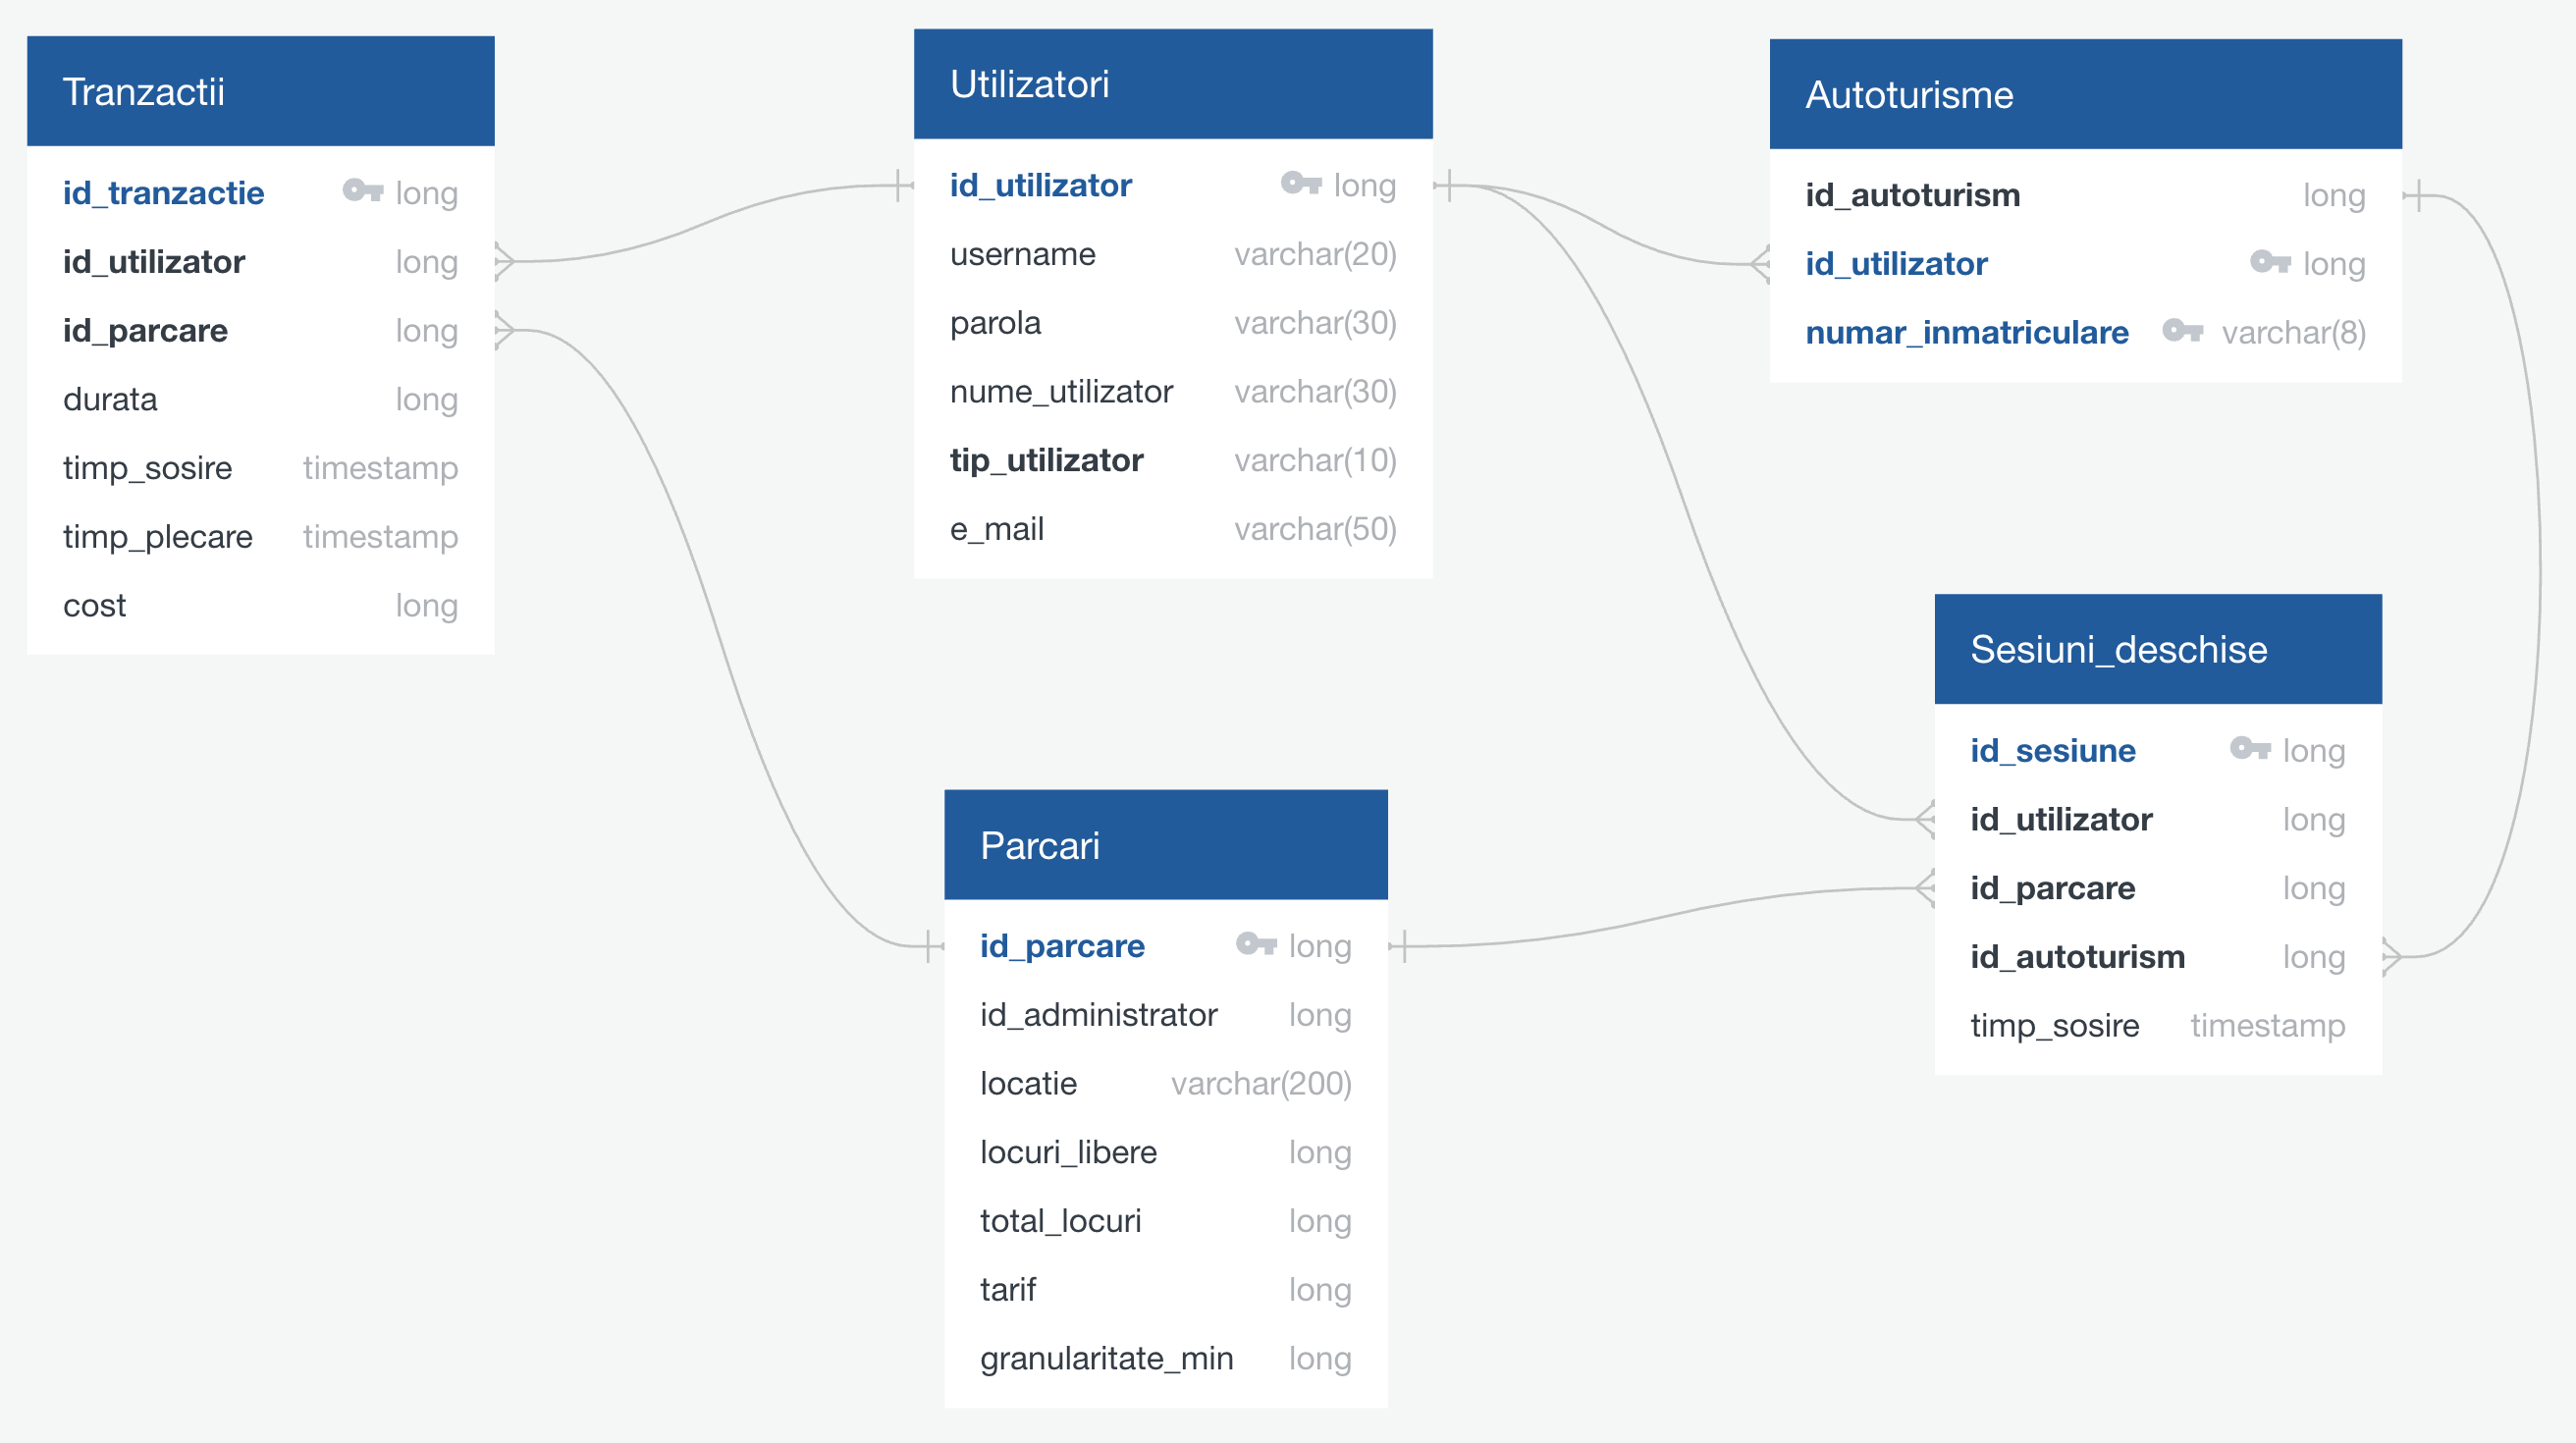 Tranzactii
id_tranzactie long
id_utilizator long
id_parcare long
durata long
timp_sosire timestamp
timp_plecare timestamp
cost long
Utilizatori
id_utilizator long
username varchar(20)
parola varchar(30)
nume_utilizator varchar(30)
tip_utilizator varchar(10)
e_mail varchar(50)
Autoturisme
id_autoturism long
id_utilizator long
numar_inmatriculare varchar(8)
Sesiuni_deschise
id_sesiune long
id_utilizator long
id_parcare long
id_autoturism long
timp_sosire timestamp
Parcari
id_parcare long
id_administrator long
locatie varchar(200)
locuri_libere long
total_locuri long
tarif long
granularitate_min long